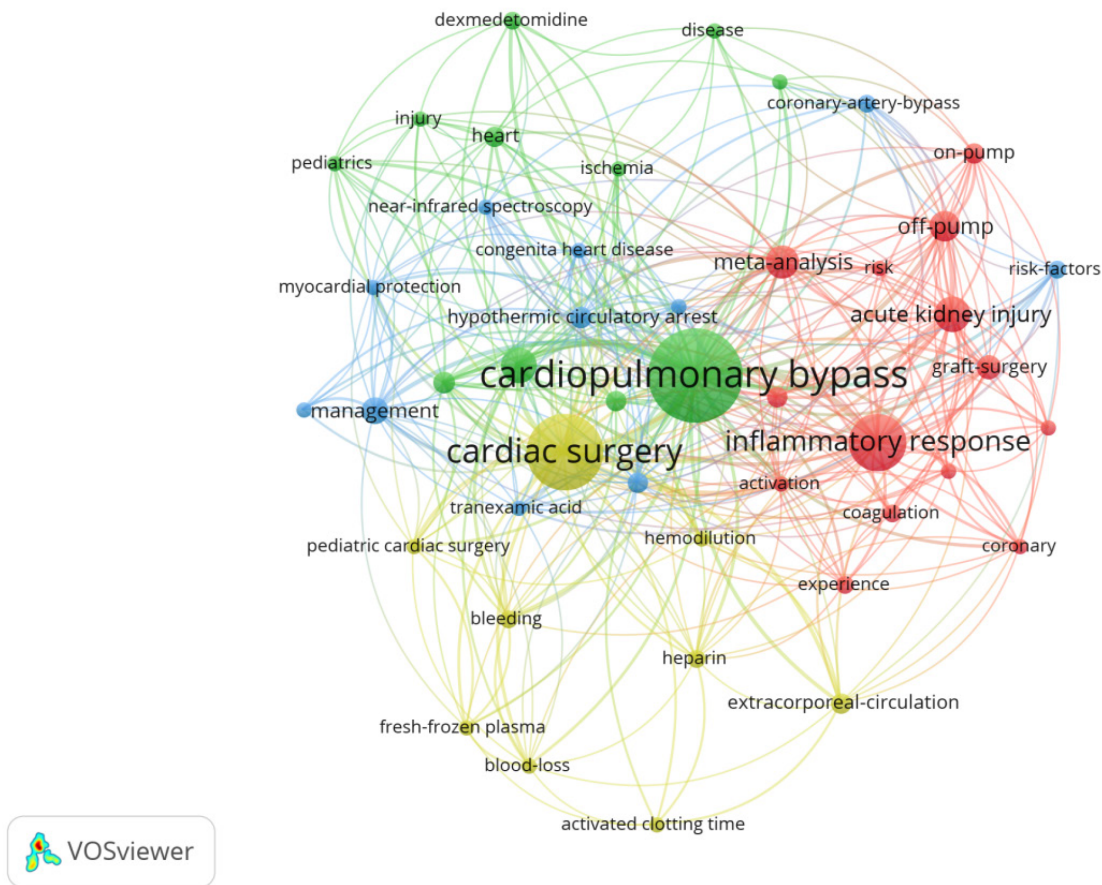 dexmedetomidine
disease
coronary-artery-bypass
injury
heart
on-pump
pediatrics
ischemia
near-infrared spectroscopy
off-pump
congenita heart disease
meta-analysis
risk
risk-factors
myocardial protection
hypothermic circulatory arrest
acute kidney injury
graft-surgery
cardiopulmonary bypass
management
cardiac surgery
inflammatory response
activation
tranexamic acid
coagulation
pediatric cardiac surgery
hemodilution
coronary
experience
bleeding
heparin
extracorporeal-circulation
fresh-frozen plasma
blood-loss
activated clotting time
VOSviewer